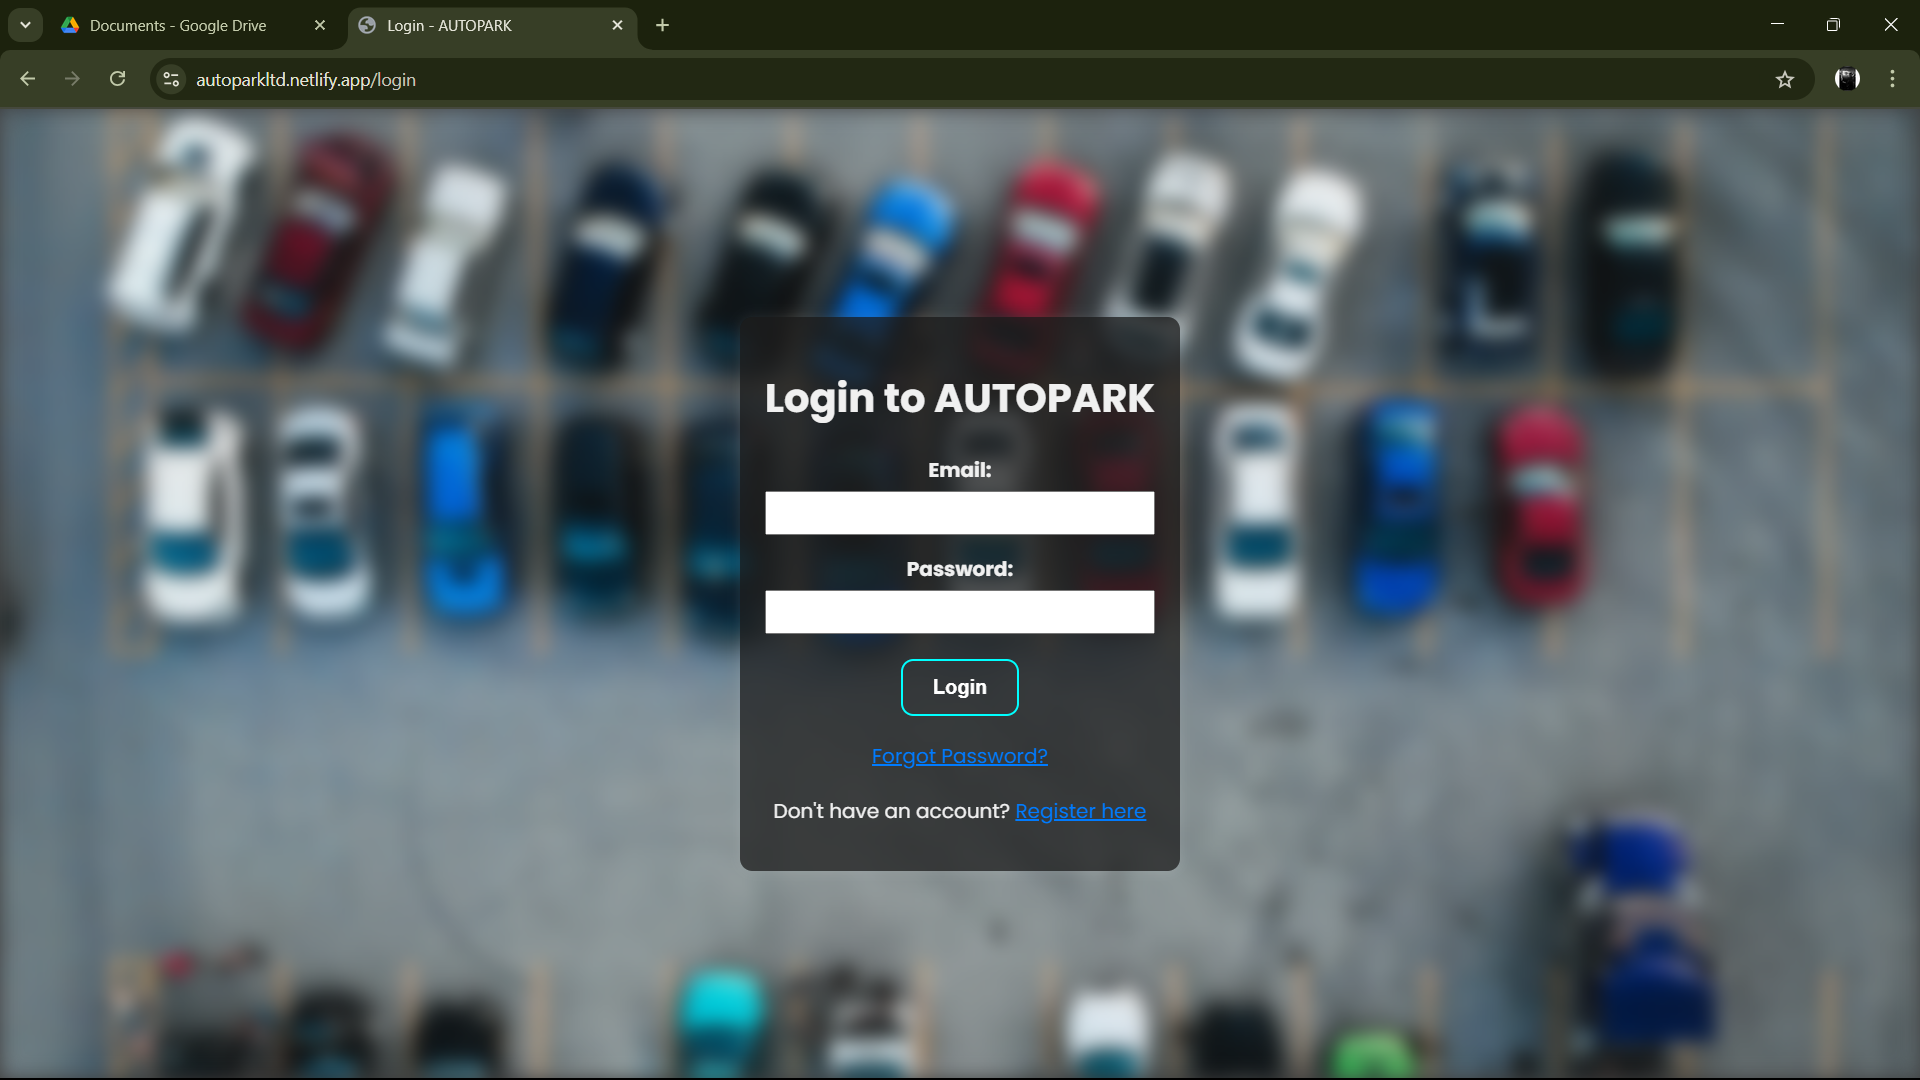 Documents - Google Drive
Login - AUTOPARK
autoparkltd.netlify.app/login
Login to AUTOPARK
Email:
Password:
Login
Forgot Password?
Don't have an account? Register here